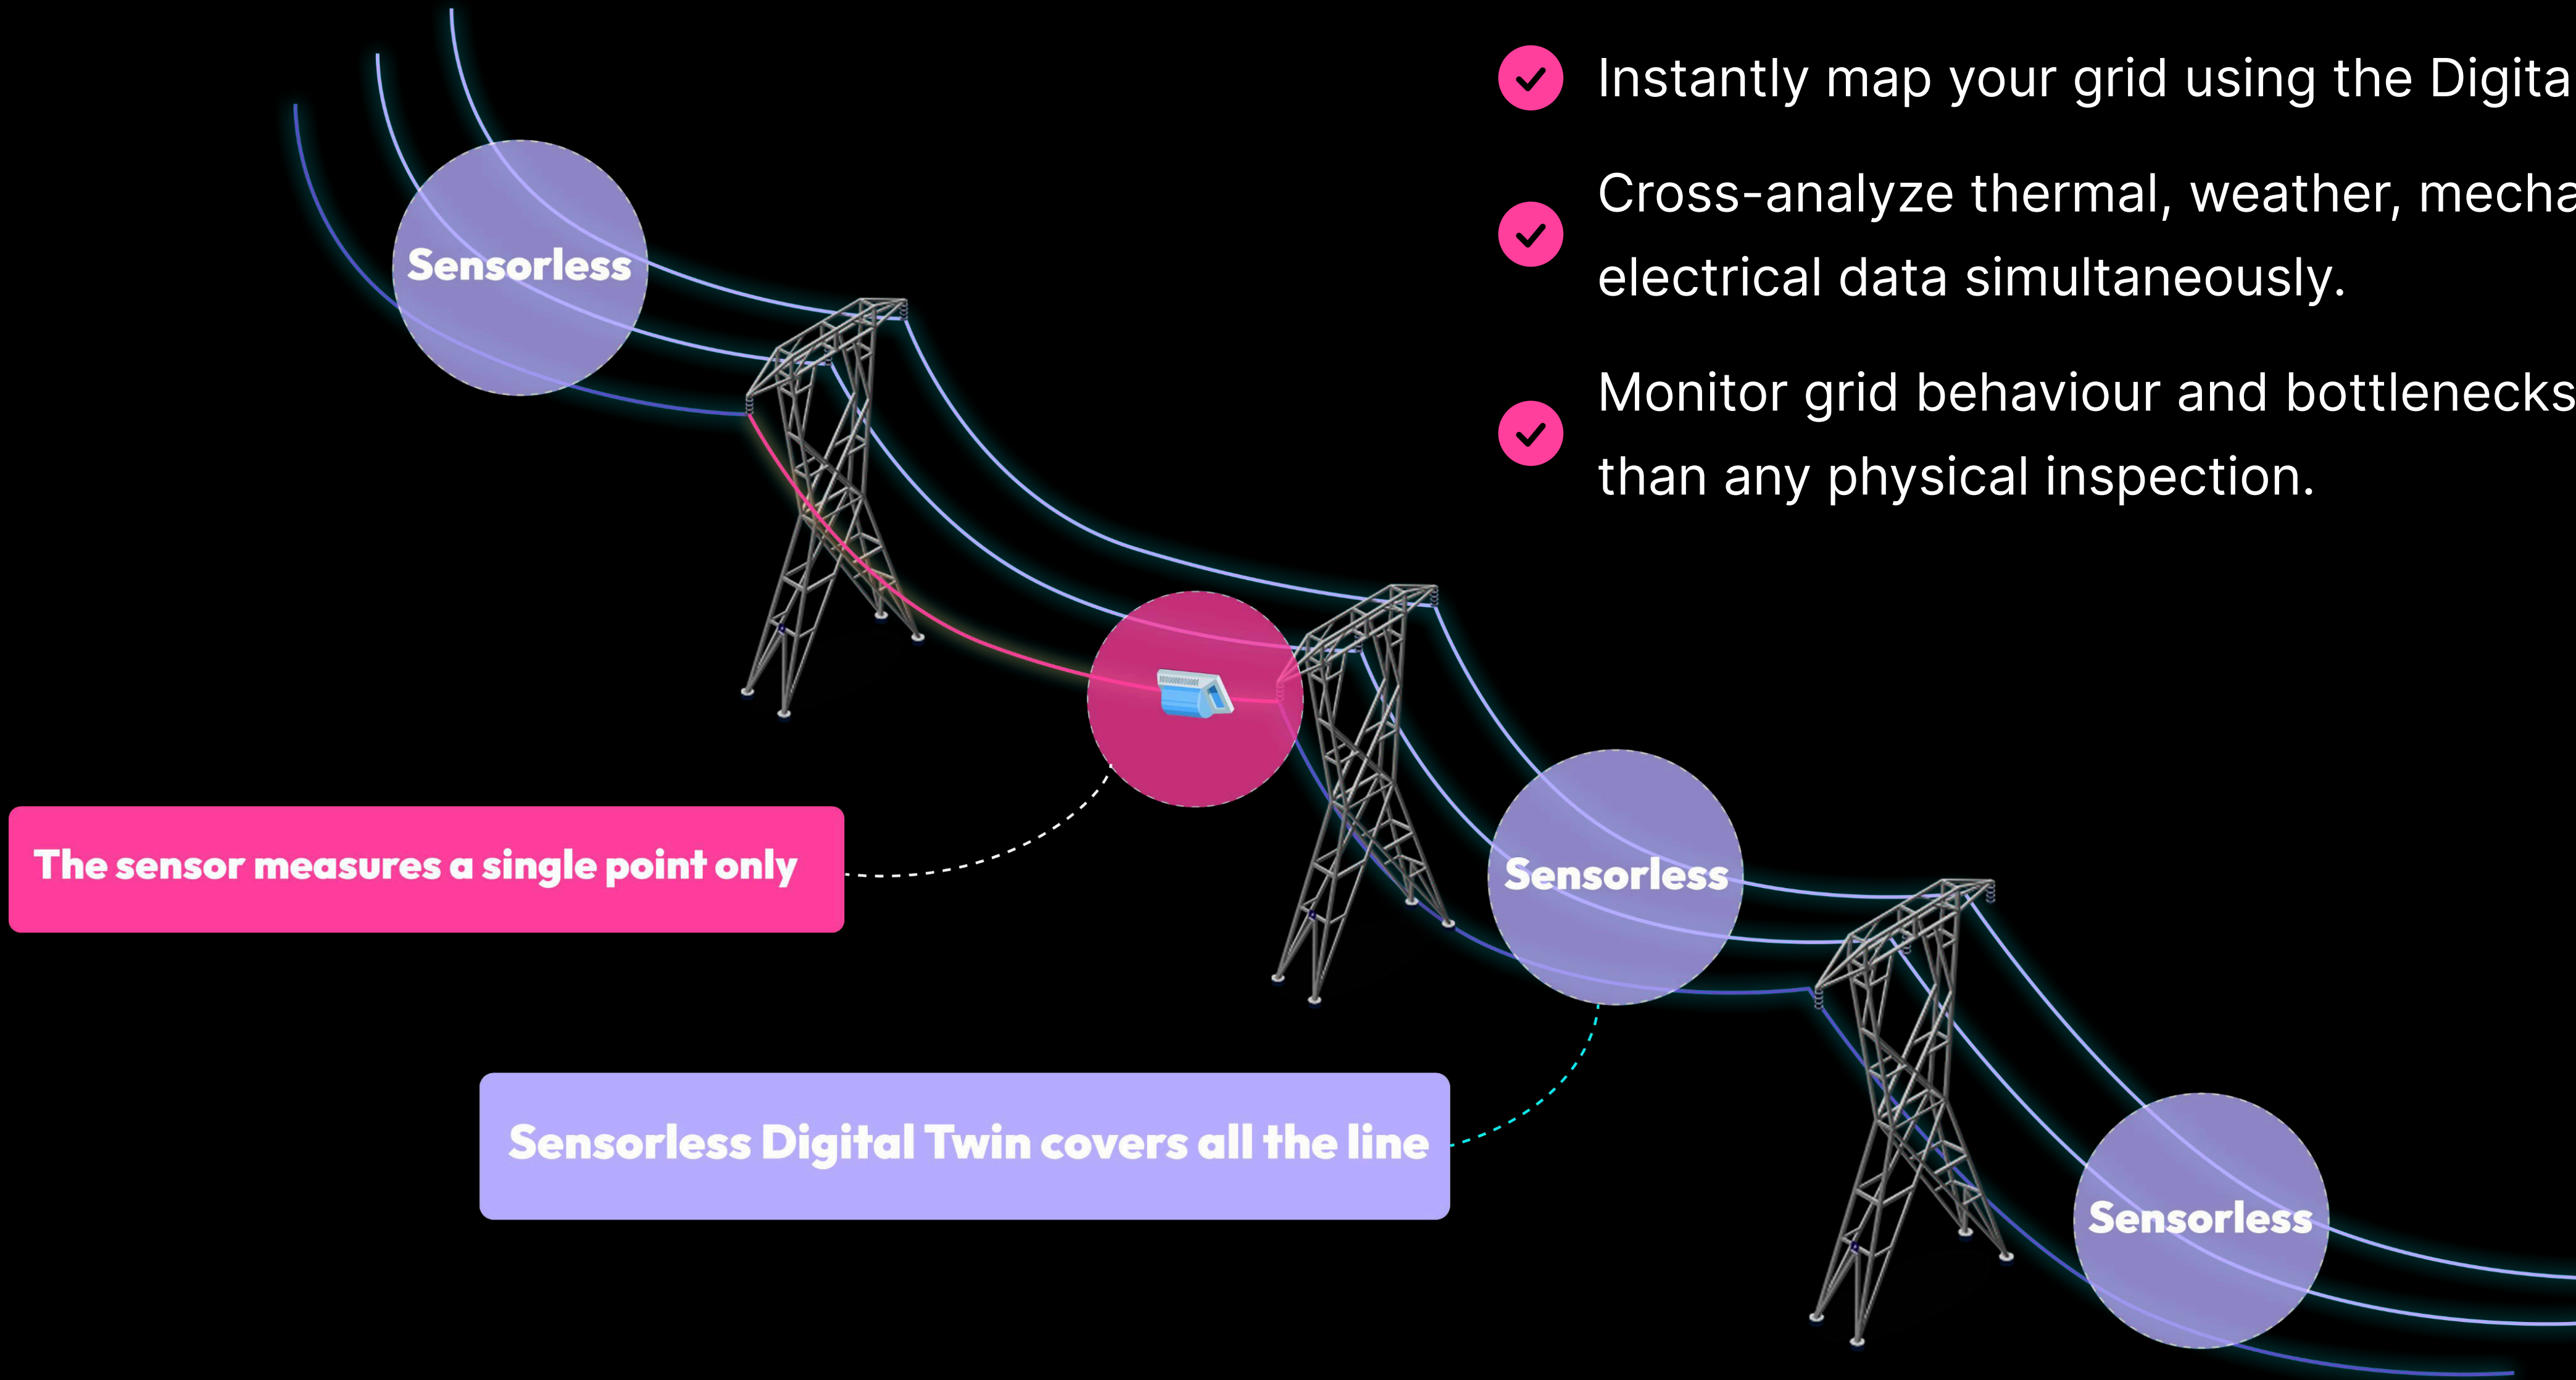 Instantly map your grid using the
Cross-analyze thermal, weather,
electrical data simultaneously.
Monitor grid behaviour and bottlenecks
than any physical inspection.
Sensorless
The sensor measures a single point only
Sensorless
Sensorless Digital Twin covers all the line
Sensorless